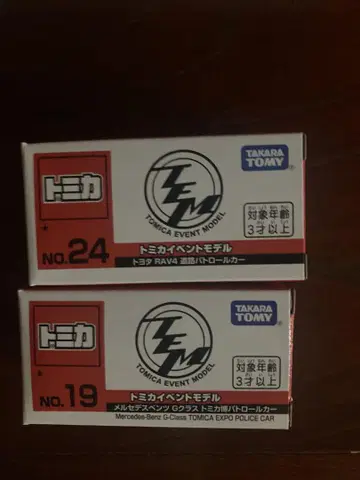 トミカ
TEM
TOMICA EVENT MODEL
TAKARA
TOMY
対象年齢
3才以上
NO.24
トミカイベントモデル
トヨタ RAV4 道路パトロールカー
トミカ
TEM
TOMICA EVENT MODEL
TAKARA
TOMY
対象年齢
3才以上
NO.19
トミカイベントモデル
メルセデスベンツ Gクラス トミカ博パトロールカー
Mercedes-Benz G-Class TOMICA EXPO POLICE CAR